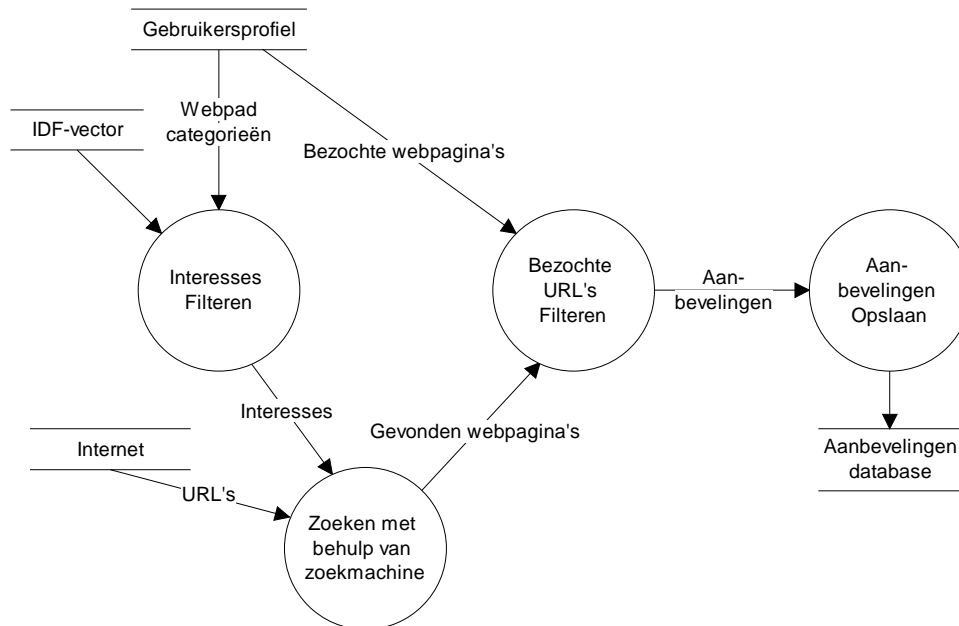 Gebruikersprofiel
IDF-vector
Webpad
categorieën
Bezochte webpagina's
Interesses
Filteren
Bezochte
URL's
Filteren
Aan-
bevelingen
Aan-
bevelingen
Opslaan
Interesses
Gevonden webpagina's
Internet
URL's
Aanbevelingen
database
Zoeken met
behulp van
zoekmachine